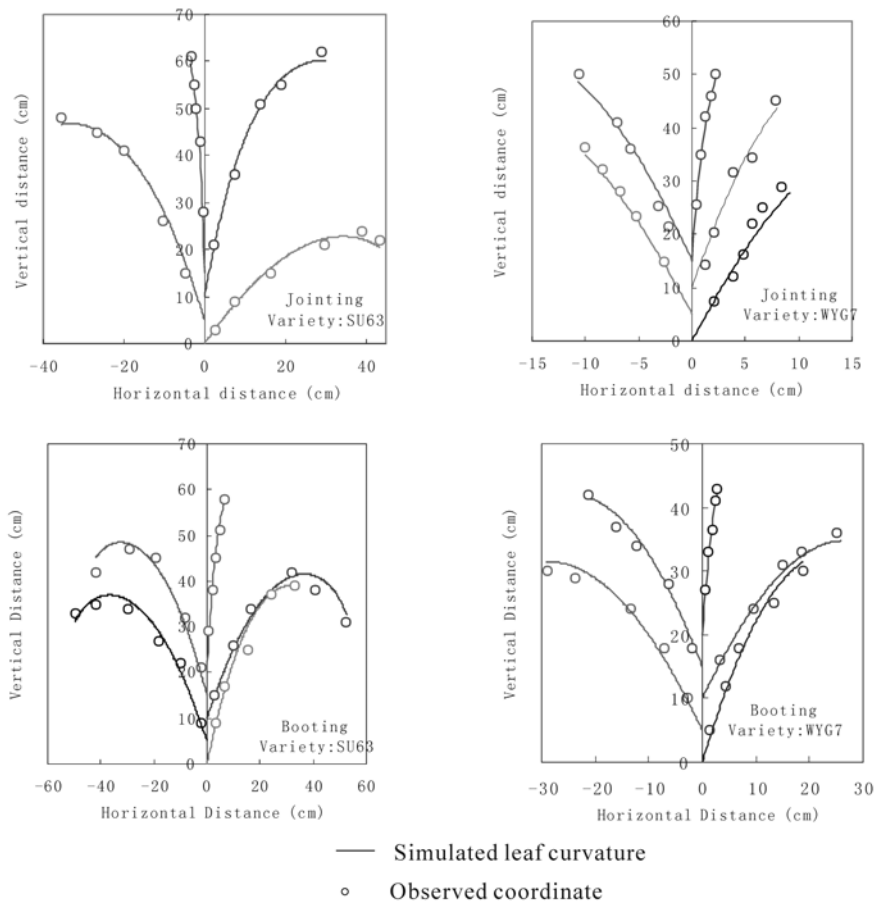 70
60
50
40
30
20
10
0
Vertical distance (cm)
Jointing
Variety:SU63
-40 -20 0 20 40
Horizontal distance (cm)
60
50
40
30
20
10
0
Vertical distance (cm)
Jointing
Variety:WYG7
-15 -10 -5 0 5 10 15
Horizontal distance (cm)
70
60
50
40
30
20
10
0
Vertical Distance (cm)
Booting
Variety:SU63
-60 -40 -20 0 20 40 60
Horizontal Distance (cm)
50
40
30
20
10
0
Vertical Distance (cm)
Booting
Variety:WYG7
-30 -20 -10 0 10 20 30
Horizontal Distance (cm)
Simulated leaf curvature
Observed coordinate